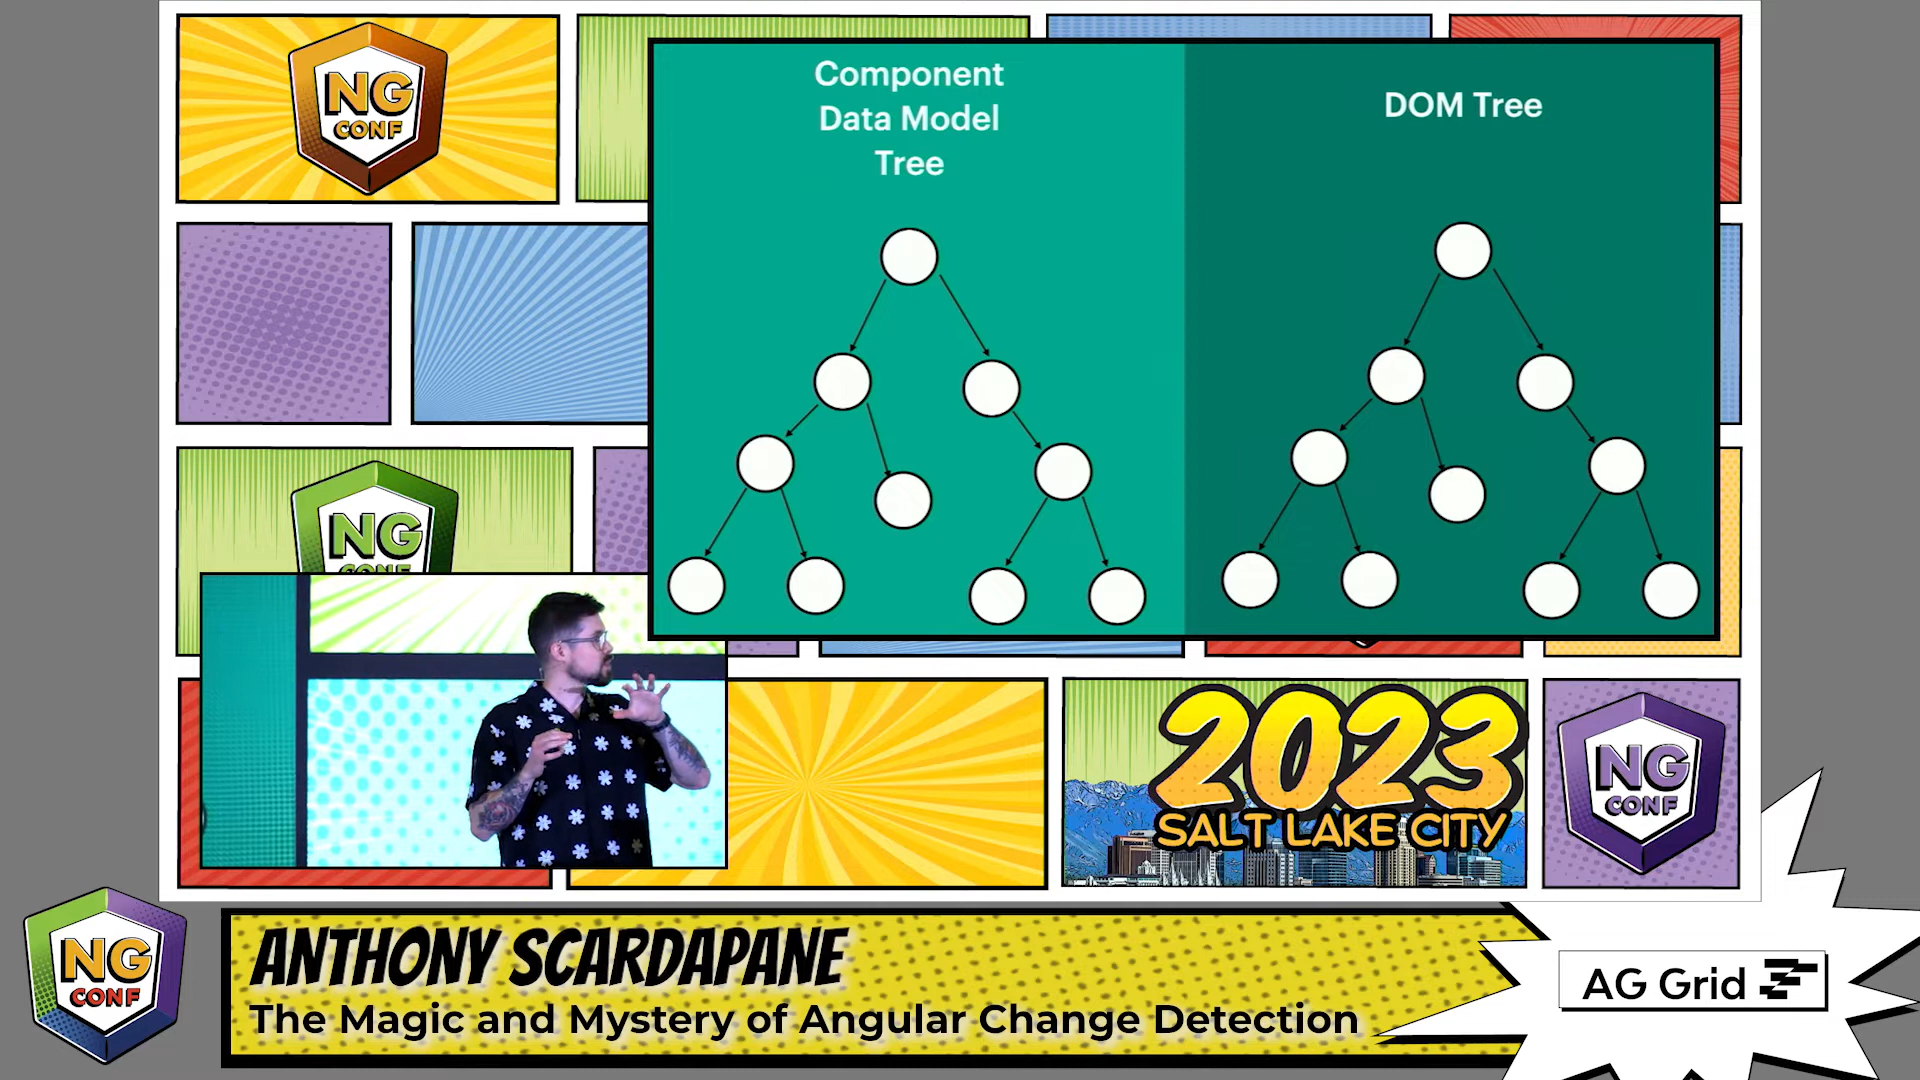 NG
CONF
Component
Data Model
Tree
DOM Tree
NG
CONF
2023
SALT LAKE CITY
NG
CONF
NG
CONF
ANTHONY SCARDAPANE
The Magic and Mystery of Angular Change Detection
AG Grid